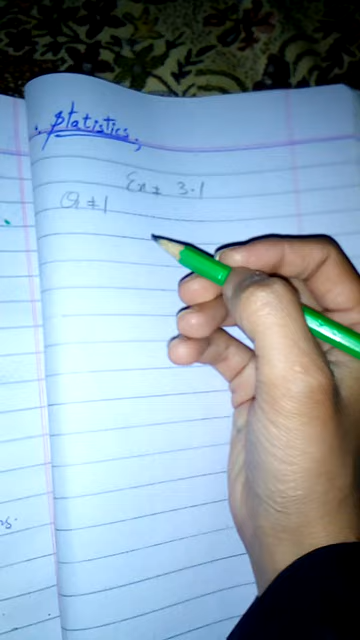 Statistics,
Ex # 3.1
Q # 1